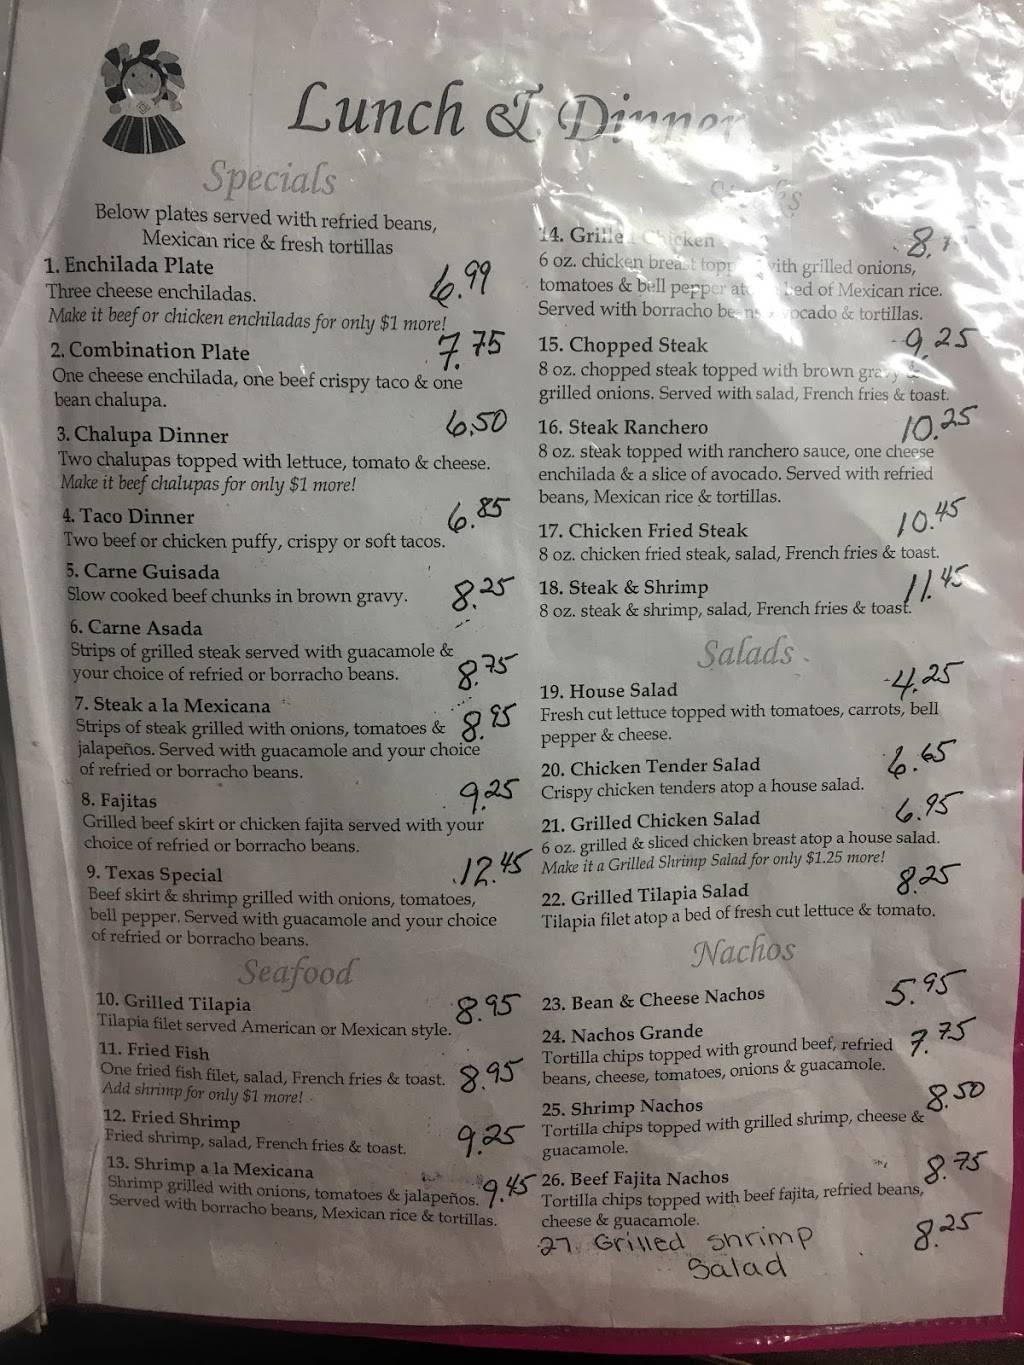 Lunch & Dinner
Specials
Below plates served with refried beans,
Mexican rice & fresh tortillas
1. Enchilada Plate 6.99
Three cheese enchiladas.
Make it beef or chicken enchiladas for only $1 more!
2. Combination Plate 7.75
One cheese enchilada, one beef crispy taco & one
bean chalupa.
3. Chalupa Dinner 6.50
Two chalupas topped with lettuce, tomato & cheese.
Make it beef chalupas for only $1 more!
4. Taco Dinner 6.85
Two beef or chicken puffy, crispy or soft tacos.
5. Carne Guisada
Slow cooked beef chunks in brown gravy. 8.25
6. Carne Asada
Strips of grilled steak served with guacamole &
your choice of refried or borracho beans. 8.75
7. Steak a la Mexicana
Strips of steak grilled with onions, tomatoes & 8.95
jalapeños. Served with guacamole and your choice
of refried or borracho beans.
8. Fajitas 9.25
Grilled beef skirt or chicken fajita served with your
choice of refried or borracho beans.
9. Texas Special 12.45
Beef skirt & shrimp grilled with onions, tomatoes,
bell pepper. Served with guacamole and your choice
of refried or borracho beans.
Seafood
10. Grilled Tilapia 8.95
Tilapia filet served American or Mexican style.
11. Fried Fish
One fried fish filet, salad, French fries & toast. 8.95
Add shrimp for only $1 more!
12. Fried Shrimp 9.25
Fried shrimp, salad, French fries & toast.
13. Shrimp a la Mexicana
Shrimp grilled with onions, tomatoes & jalapeños. 9.45
Served with borracho beans, Mexican rice & tortillas.
14. Grilled Chicken
6 oz. chicken breast topp with grilled onions,
tomatoes & bell pepper bed of Mexican rice.
Served with borracho beans avocado & tortillas.
15. Chopped Steak 9.25
8 oz. chopped steak topped with brown gravy &
grilled onions. Served with salad, French fries & toast.
16. Steak Ranchero 10.25
8 oz. steak topped with ranchero sauce, one cheese
enchilada & a slice of avocado. Served with refried
beans, Mexican rice & tortillas.
17. Chicken Fried Steak 10.45
8 oz. chicken fried steak, salad, French fries & toast.
18. Steak & Shrimp 11.45
8 oz. steak & shrimp, salad, French fries & toast.
Salads
19. House Salad 4.25
Fresh cut lettuce topped with tomatoes, carrots, bell
pepper & cheese.
20. Chicken Tender Salad 6.65
Crispy chicken tenders atop a house salad.
21. Grilled Chicken Salad 6.95
6 oz. grilled & sliced chicken breast atop a house salad.
Make it a Grilled Shrimp Salad for only $1.25 more!
22. Grilled Tilapia Salad 8.25
Tilapia filet atop a bed of fresh cut lettuce & tomato.
Nachos
23. Bean & Cheese Nachos 5.95
24. Nachos Grande
Tortilla chips topped with ground beef, refried 7.75
beans, cheese, tomatoes, onions & guacamole.
25. Shrimp Nachos 8.50
Tortilla chips topped with grilled shrimp, cheese &
guacamole.
26. Beef Fajita Nachos 8.75
Tortilla chips topped with beef fajita, refried beans,
cheese & guacamole.
27. Grilled Shrimp 8.25
Salad